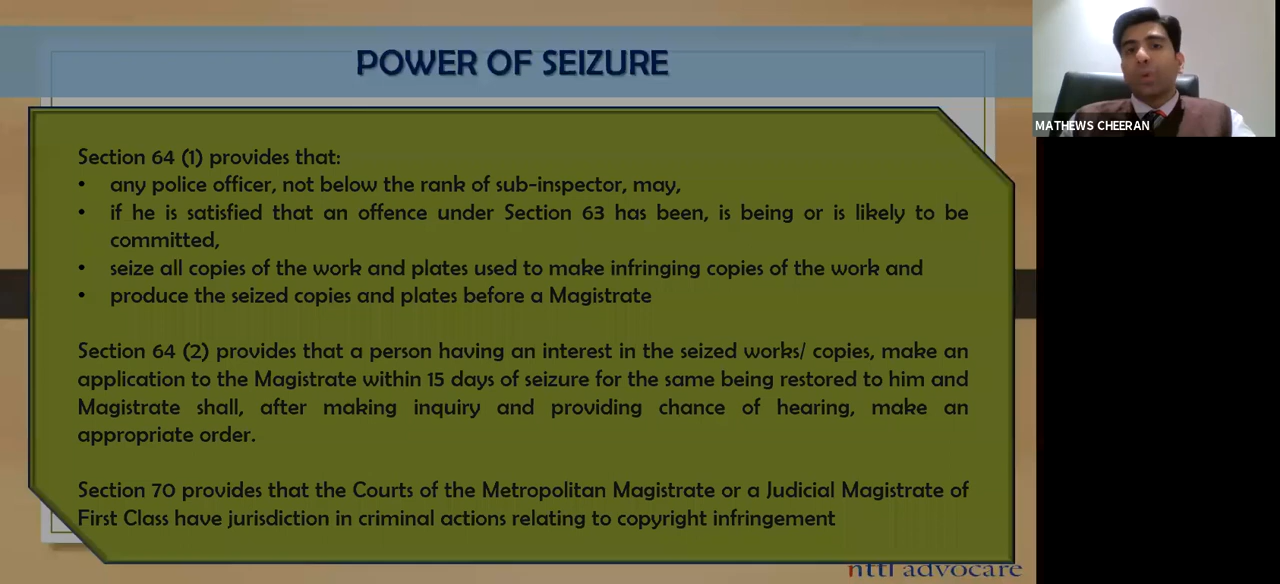 POWER OF SEIZURE
MATHEWS CHEERAN
Section 64 (1) provides that:
• any police officer, not below the rank of sub-inspector, may,
• if he is satisfied that an offence under Section 63 has been, is being or is likely to be
committed,
• seize all copies of the work and plates used to make infringing copies of the work and
• produce the seized copies and plates before a Magistrate
Section 64 (2) provides that a person having an interest in the seized works/ copies, make an
application to the Magistrate within 15 days of seizure for the same being restored to him and
Magistrate shall, after making inquiry and providing chance of hearing, make an
appropriate order.
Section 70 provides that the Courts of the Metropolitan Magistrate or a Judicial Magistrate of
First Class have jurisdiction in criminal actions relating to copyright infringement
advocare